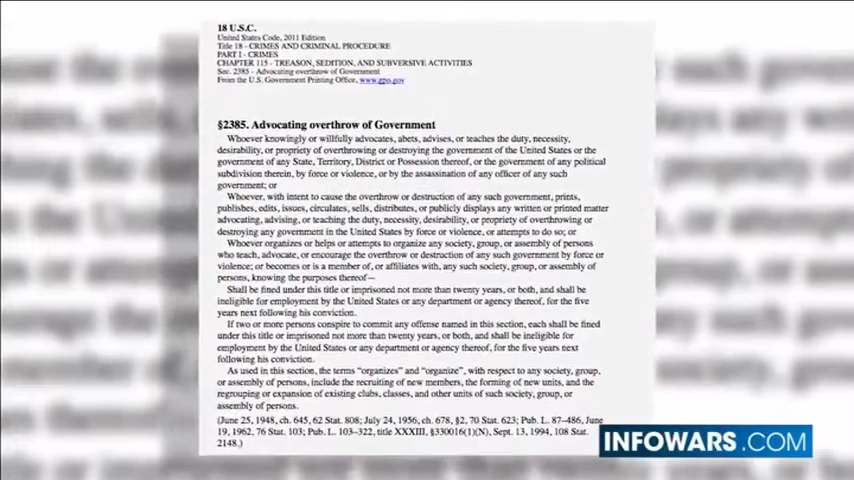 18 U.S.C.
United States Code, 2011 Edition
Title 18 - CRIMES AND CRIMINAL PROCEDURE
PART I - CRIMES
CHAPTER 115 - TREASON, SEDITION, AND SUBVERSIVE ACTIVITIES
Sec. 2385 - Advocating overthrow of Government
From the U.S. Government Printing Office, www.gpo.gov
§2385. Advocating overthrow of Government
Whoever knowingly or willfully advocates, abets, advises, or teaches the duty, necessity,
desirability, or propriety of overthrowing or destroying the government of the United States or the
government of any State, Territory, District or Possession thereof, or the government of any political
subdivision therein, by force or violence, or by the assassination of any officer of any such
government; or
Whoever, with intent to cause the overthrow or destruction of any such government, prints,
publishes, edits, issues, circulates, sells, distributes, or publicly displays any written or printed matter
advocating, advising, or teaching the duty, necessity, desirability, or propriety of overthrowing or
destroying any government in the United States by force or violence, or attempts to do so; or
Whoever organizes or helps or attempts to organize any society, group, or assembly of persons
who teach, advocate, or encourage the overthrow or destruction of any such government by force or
violence; or becomes or is a member of, or affiliates with, any such society, group, or assembly of
persons, knowing the purposes thereof—
Shall be fined under this title or imprisoned not more than twenty years, or both, and shall be
ineligible for employment by the United States or any department or agency thereof, for the five
years next following his conviction.
If two or more persons conspire to commit any offense named in this section, each shall be fined
under this title or imprisoned not more than twenty years, or both, and shall be ineligible for
employment by the United States or any department or agency thereof, for the five years next
following his conviction.
As used in this section, the terms “organizes” and “organize”, with respect to any society, group,
or assembly of persons, include the recruiting of new members, the forming of new units, and the
regrouping or expansion of existing clubs, classes, and other units of such society, group, or
assembly of persons.
(June 25, 1948, ch. 645, 62 Stat. 808; July 24, 1956, ch. 678, §2, 70 Stat. 623; Pub. L. 87–486, June
19, 1962, 76 Stat. 103; Pub. L. 103–322, title XXXIII, §330016(1)(N), Sept. 13, 1994, 108 Stat.
2148.)
INFOWARS.COM